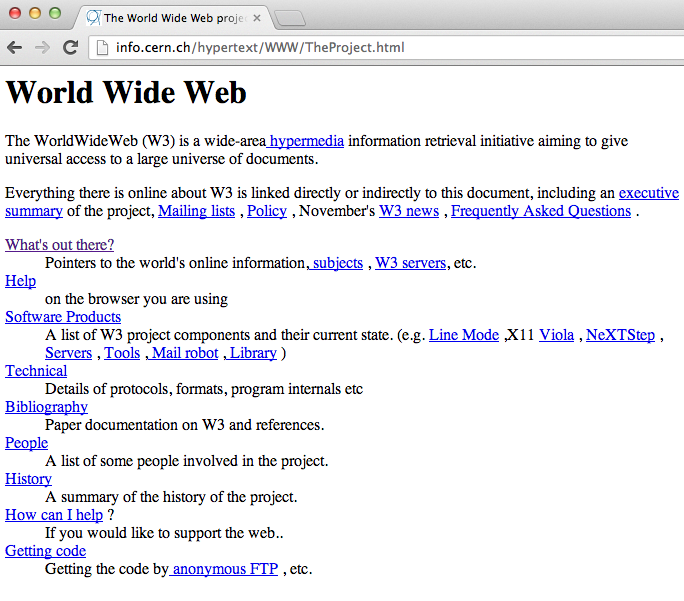 The World Wide Web proje
info.cern.ch/hypertext/WWW/TheProject.html
World Wide Web
The WorldWideWeb (W3) is a wide-area hypermedia information retrieval initiative aiming to give
universal access to a large universe of documents.
Everything there is online about W3 is linked directly or indirectly to this document, including an executive
summary of the project, Mailing lists , Policy , November's W3 news , Frequently Asked Questions .
What's out there?
Pointers to the world's online information, subjects , W3 servers, etc.
Help
on the browser you are using
Software Products
A list of W3 project components and their current state. (e.g. Line Mode ,X11 Viola , NeXTStep ,
Servers , Tools , Mail robot , Library )
Technical
Details of protocols, formats, program internals etc
Bibliography
Paper documentation on W3 and references.
People
A list of some people involved in the project.
History
A summary of the history of the project.
How can I help ?
If you would like to support the web..
Getting code
Getting the code by anonymous FTP , etc.